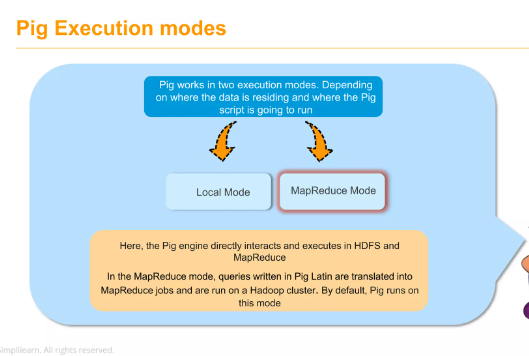 Pig Execution modes
Pig works in two execution modes. Depending
on where the data is residing and where the Pig
script is going to run
Local Mode
MapReduce Mode
Here, the Pig engine directly interacts and executes in HDFS and
MapReduce
In the MapReduce mode, queries written in Pig Latin are translated into
MapReduce jobs and are run on a Hadoop cluster. By default, Pig runs on
this mode
Simplilearn. All rights reserved.